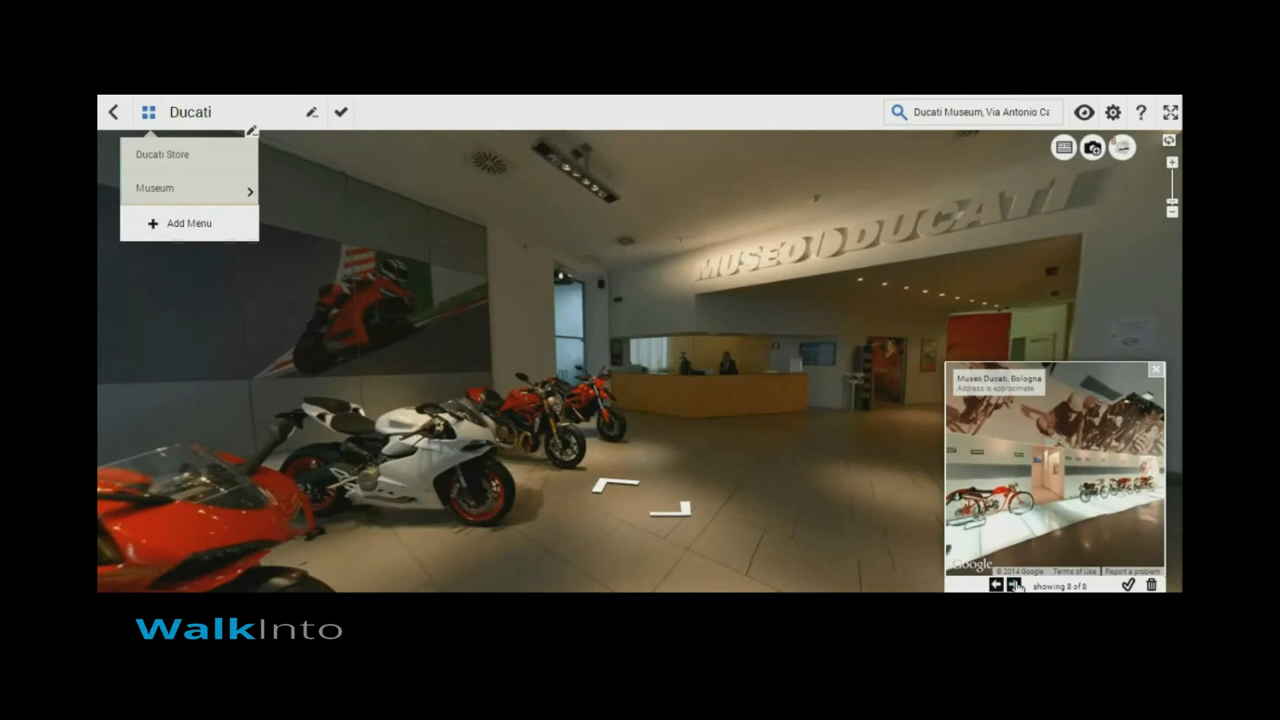 Ducati
Ducati Museum, Via Antonio Ca
Ducati Store
Museum
Add Menu
8
MUSEO DUCATI
Museo Ducati, Bologna
Address is approximate
Google
© 2014 Google
Terms of Use
Report a problem
showing 8 of 8
WalkInto